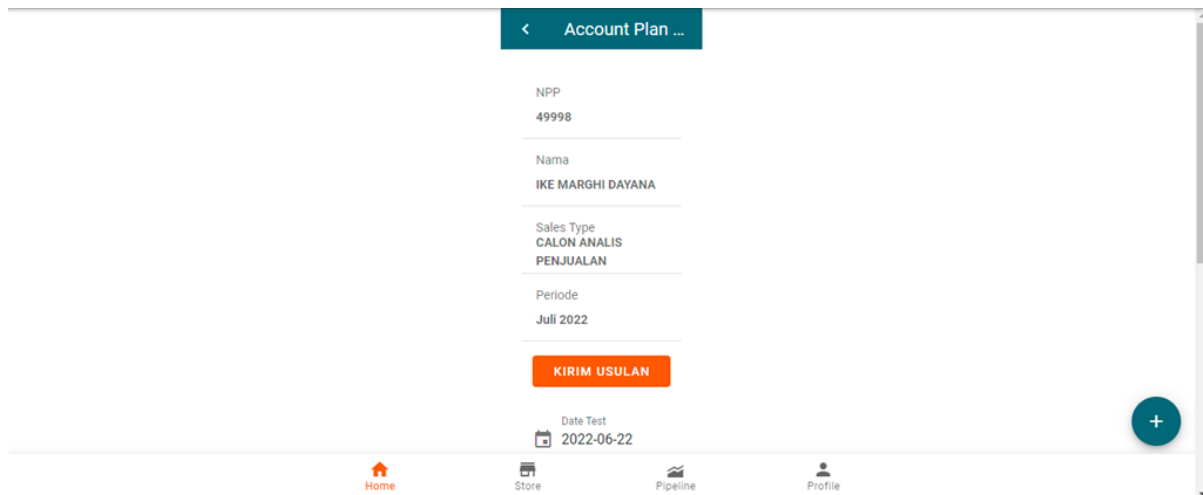 Account Plan ...
NPP
49998
Nama
IKE MARGHI DAYANA
Sales Type
CALON ANALIS
PENJUALAN
Periode
Juli 2022
KIRIM USULAN
Date Test
2022-06-22
Home
Store
Pipeline
Profile